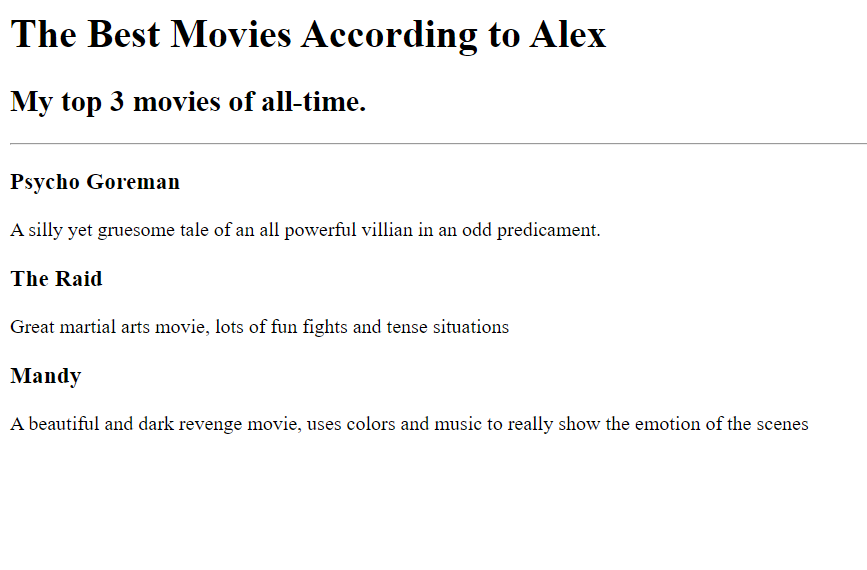 The Best Movies According to Alex
My top 3 movies of all-time.
Psycho Goreman
A silly yet gruesome tale of an all powerful villian in an odd predicament.
The Raid
Great martial arts movie, lots of fun fights and tense situations
Mandy
A beautiful and dark revenge movie, uses colors and music to really show the emotion of the scenes